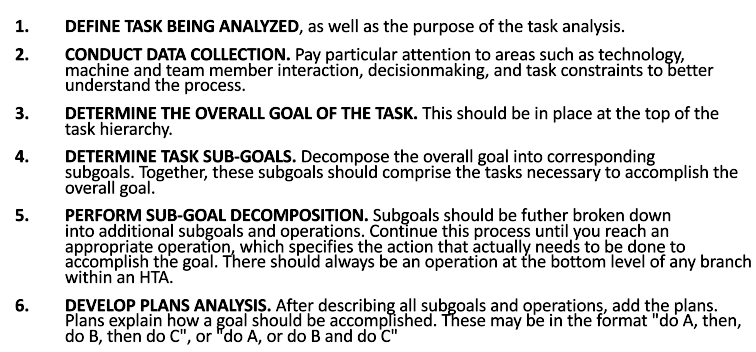 1. DEFINE TASK BEING ANALYZED, as well as the purpose of the task analysis.
2. CONDUCT DATA COLLECTION. Pay particular attention to areas such as technology,
machine and team member interaction, decisionmaking, and task constraints to better
understand the process.
3. DETERMINE THE OVERALL GOAL OF THE TASK. This should be in place at the top of the
task hierarchy.
4. DETERMINE TASK SUB-GOALS. Decompose the overall goal into corresponding
subgoals. Together, these subgoals should comprise the tasks necessary to accomplish the
overall goal.
5. PERFORM SUB-GOAL DECOMPOSITION. Subgoals should be futher broken down
into additional subgoals and operations. Continue this process until you reach an
appropriate operation, which specifies the action that actually needs to be done to
accomplish the goal. There should always be an operation at the bottom level of any branch
within an HTA.
6. DEVELOP PLANS ANALYSIS. After describing all subgoals and operations, add the plans.
Plans explain how a goal should be accomplished. These may be in the format "do A, then,
do B, then do C", or "do A, or do B and do C"